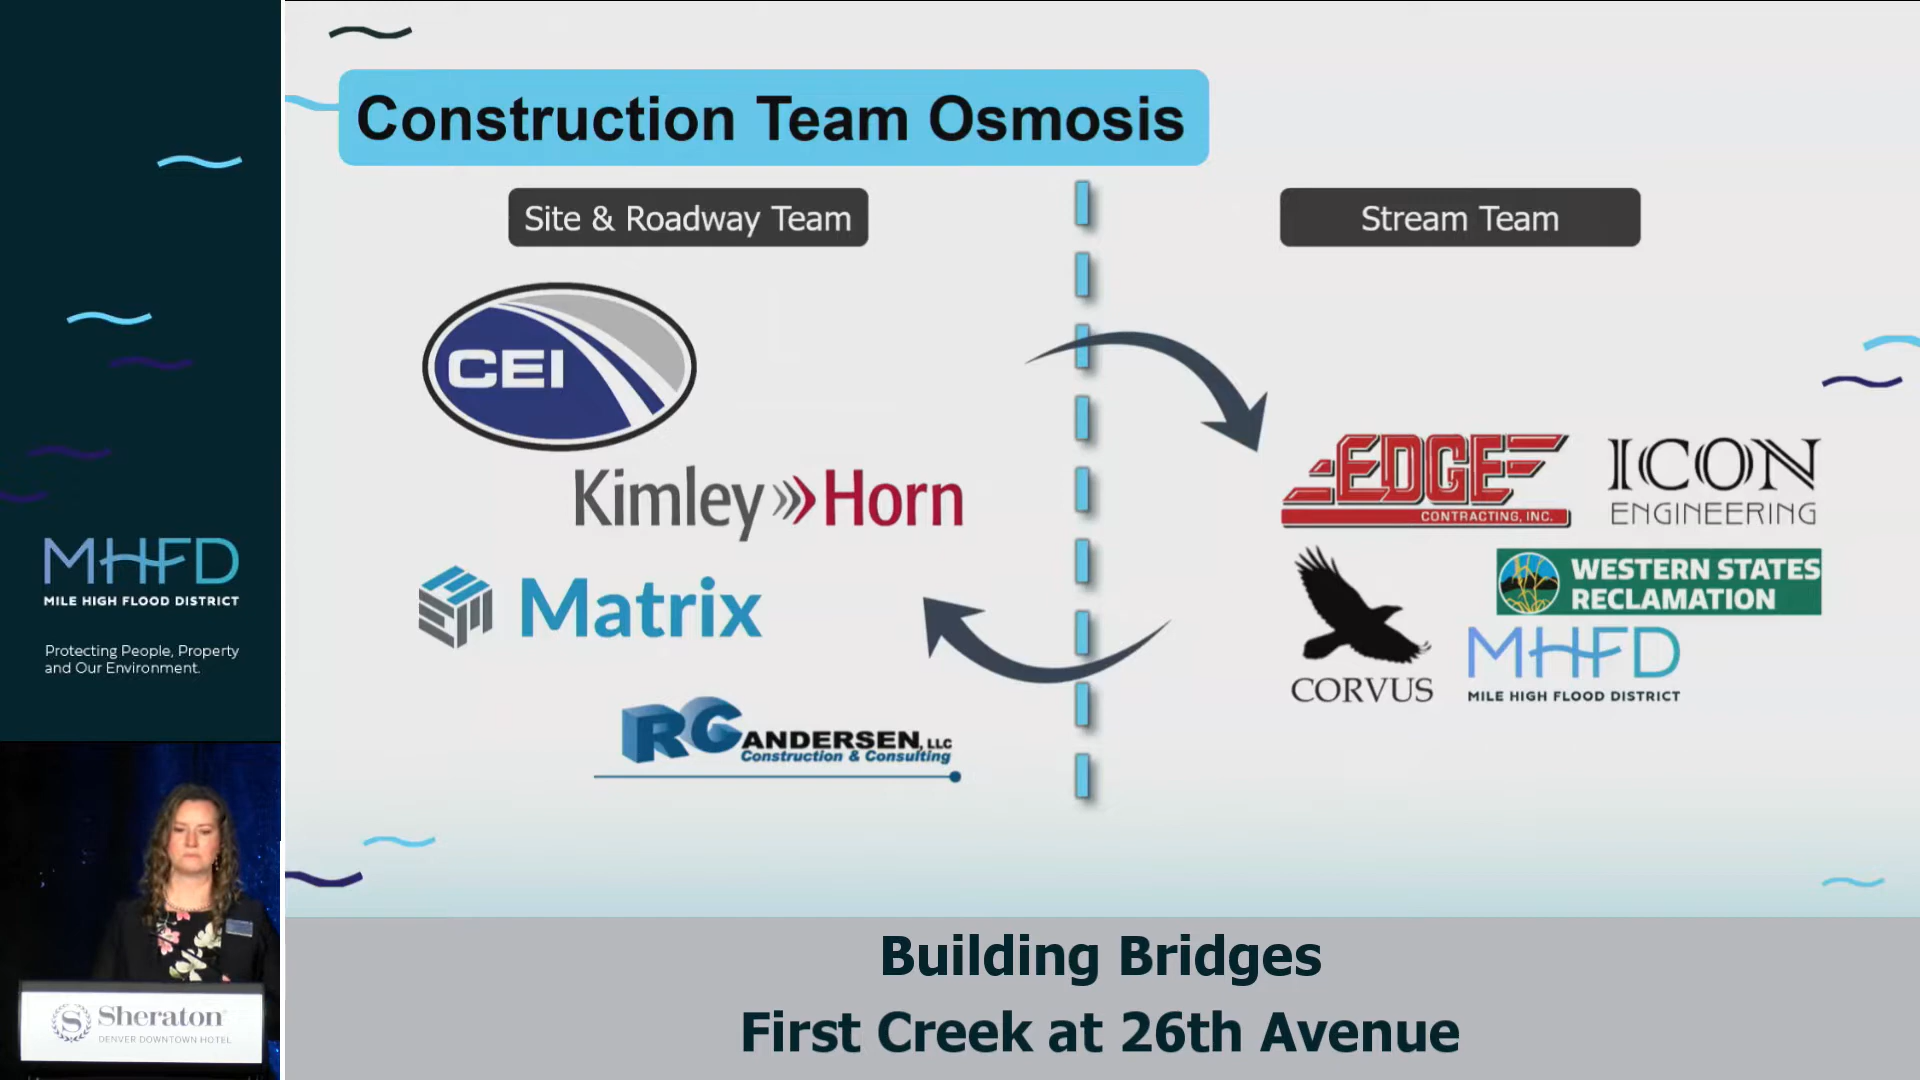 Construction Team Osmosis
Site & Roadway Team
Stream Team
CEI
Kimley»Horn
Matrix
RG ANDERSEN, LLC
Construction & Consulting
EDGE
CONTRACTING, INC.
ICON
ENGINEERING
CORVUS
WESTERN STATES
RECLAMATION
MHFD
MILE HIGH FLOOD DISTRICT
MHFD
MILE HIGH FLOOD DISTRICT
Protecting People, Property
and Our Environment.
S SheraTon
DENVER DOWNTOWN HOTEL
Building Bridges
First Creek at 26th Avenue